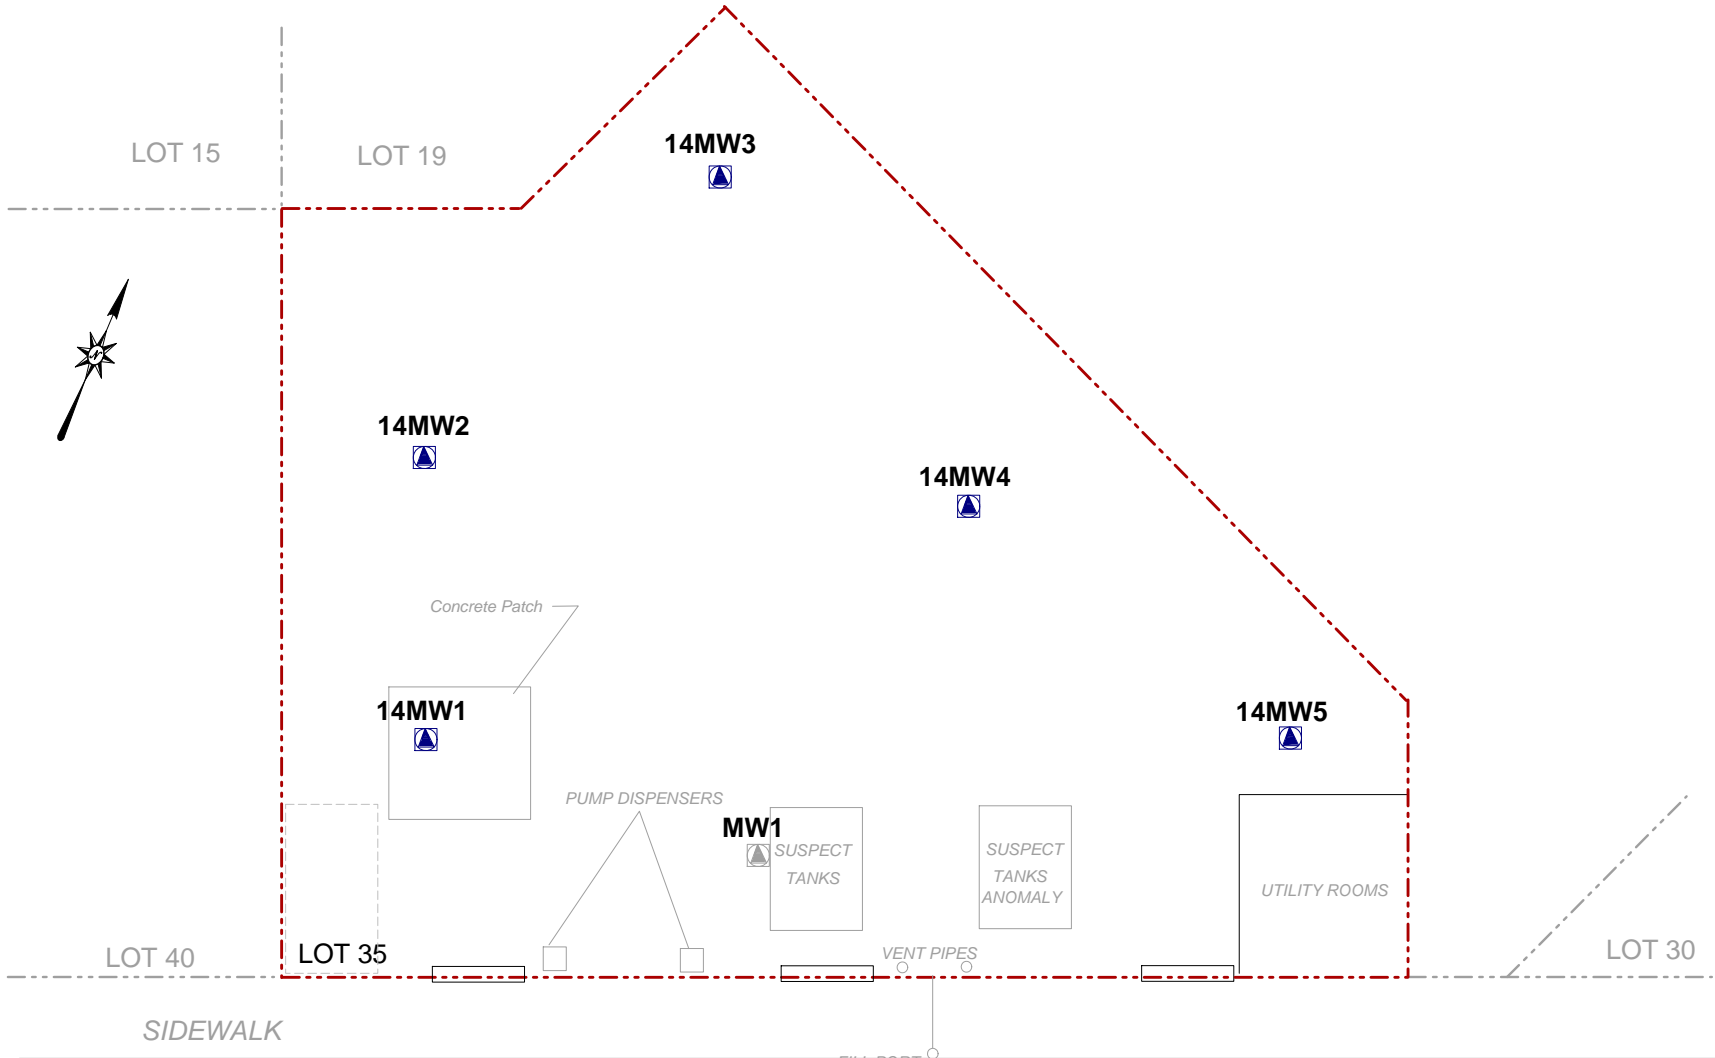 14MW3
LOT 15
LOT 19
N
14MW2
14MW4
Concrete Patch
14MW1
14MW5
PUMP DISPENSERS
MW1
SUSPECT
TANKS
SUSPECT
TANKS
ANOMALY
UTILITY ROOMS
LOT 40
LOT 35
VENT PIPES
LOT 30
SIDEWALK